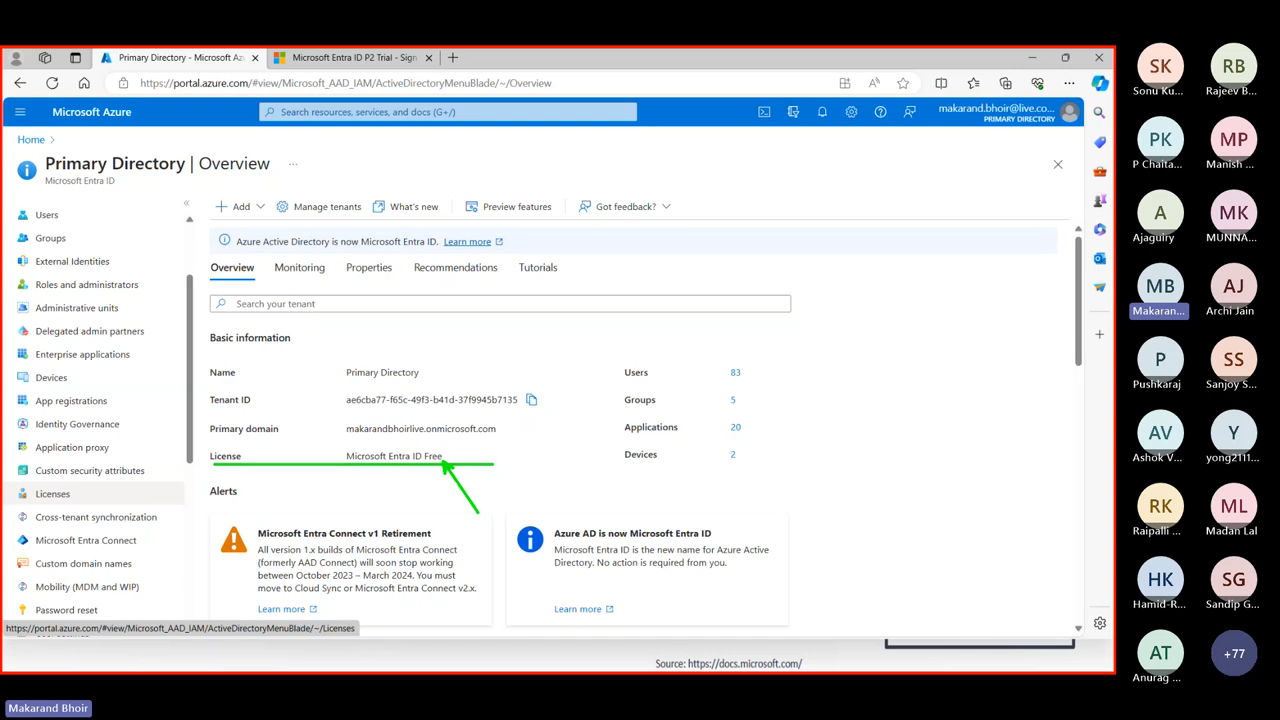 Primary Directory - Microsoft Az
Microsoft Entra ID P2 Trial - Sign
https://portal.azure.com/#view/Microsoft_AAD_IAM/ActiveDirectoryMenuBlade/~/Overview
Microsoft Azure
Search resources, services, and docs (G+/)
makarand.bhoir@live.co...
PRIMARY DIRECTORY
Home
Primary Directory | Overview
...
Microsoft Entra ID
Users
Groups
External Identities
Roles and administrators
Administrative units
Delegated admin partners
Enterprise applications
Devices
App registrations
Identity Governance
Application proxy
Custom security attributes
Licenses
Cross-tenant synchronization
Microsoft Entra Connect
Custom domain names
Mobility (MDM and WIP)
Password reset
https://portal.azure.com/#view/Microsoft_AAD_IAM/ActiveDirectoryMenuBlade/~/Licenses
Add
Manage tenants
What's new
Preview features
Got feedback?
Azure Active Directory is now Microsoft Entra ID. Learn more
Overview
Monitoring
Properties
Recommendations
Tutorials
Search your tenant
Basic information
Name Primary Directory Users 83
Tenant ID ae6cba77-f65c-49f3-b41d-37f9945b7135 Groups 5
Primary domain makarandbhoirlive.onmicrosoft.com Applications 20
License Microsoft Entra ID Free Devices 2
Alerts
Microsoft Entra Connect v1 Retirement
All version 1.x builds of Microsoft Entra Connect
(formerly AAD Connect) will soon stop working
between October 2023 – March 2024. You must
move to Cloud Sync or Microsoft Entra Connect v2.x.
Learn more
Azure AD is now Microsoft Entra ID
Microsoft Entra ID is the new name for Azure Active
Directory. No action is required from you.
Learn more
Source: https://docs.microsoft.com/
SK
Sonu Ku...
RB
Rajeev B...
PK
P Chaita...
MP
Manish ...
A
Ajaguiry
MK
MUNNA...
MB
Makaran...
AJ
Archi Jain
P
Pushkaraj
SS
Sanjoy S...
AV
Ashok V...
Y
yong2111...
RK
Raipalli ...
ML
Madan Lal
HK
Hamid-R...
SG
Sandip G...
AT
Anurag ...
+77
Makarand Bhoir